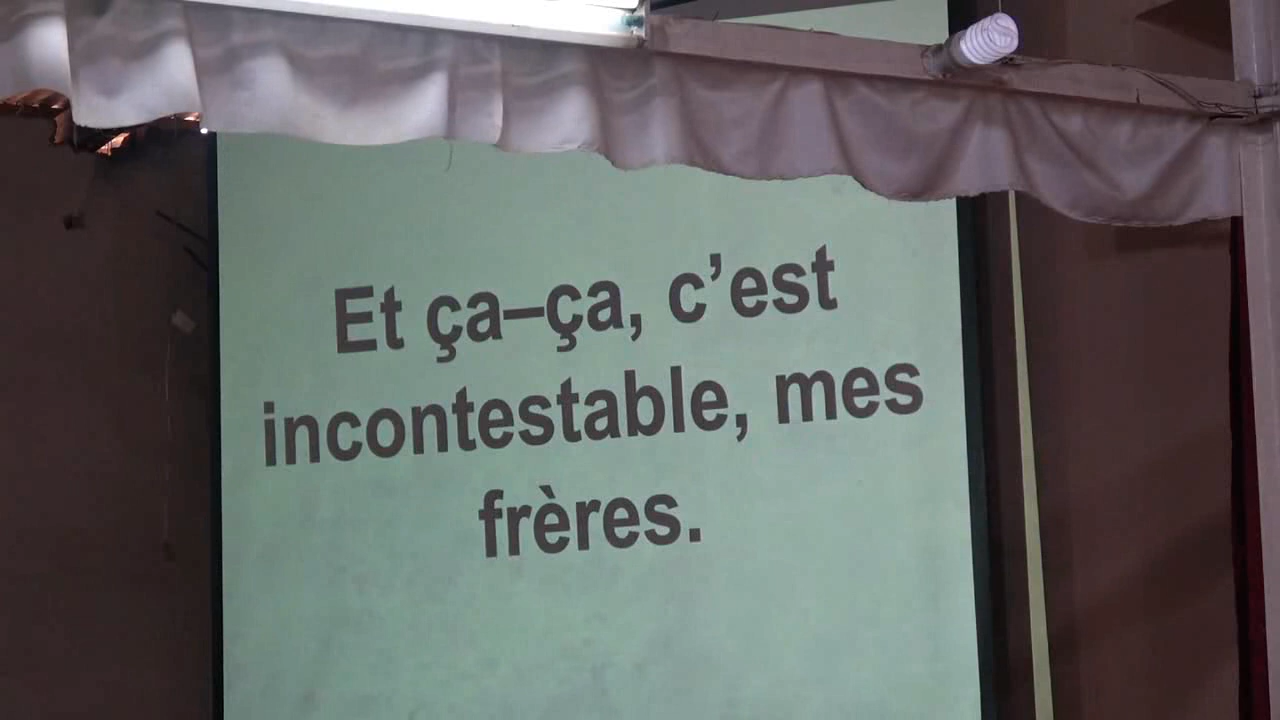 Et ça–ça, c’est
incontestable, mes
frères.